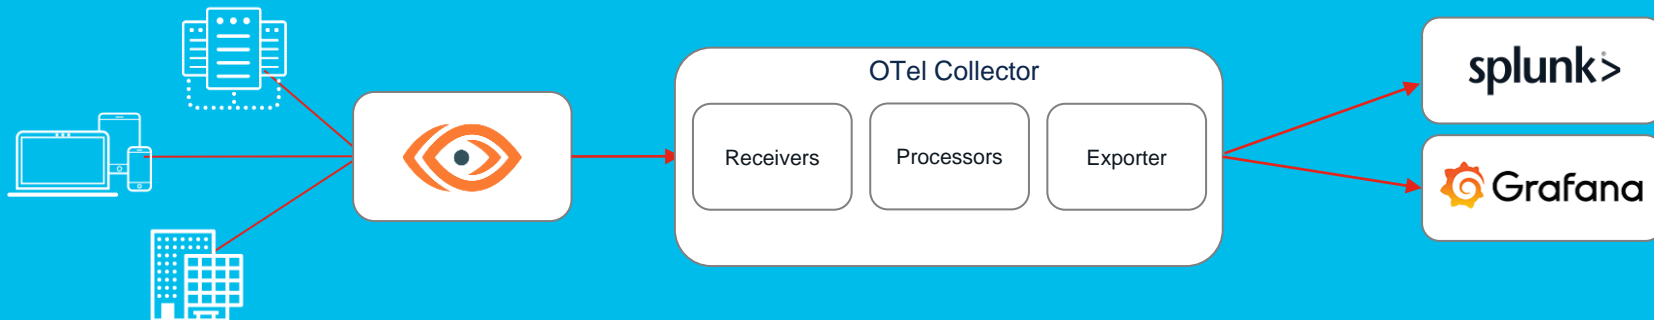 OTel Collector
Receivers
Processors
Exporter
splunk>
Grafana